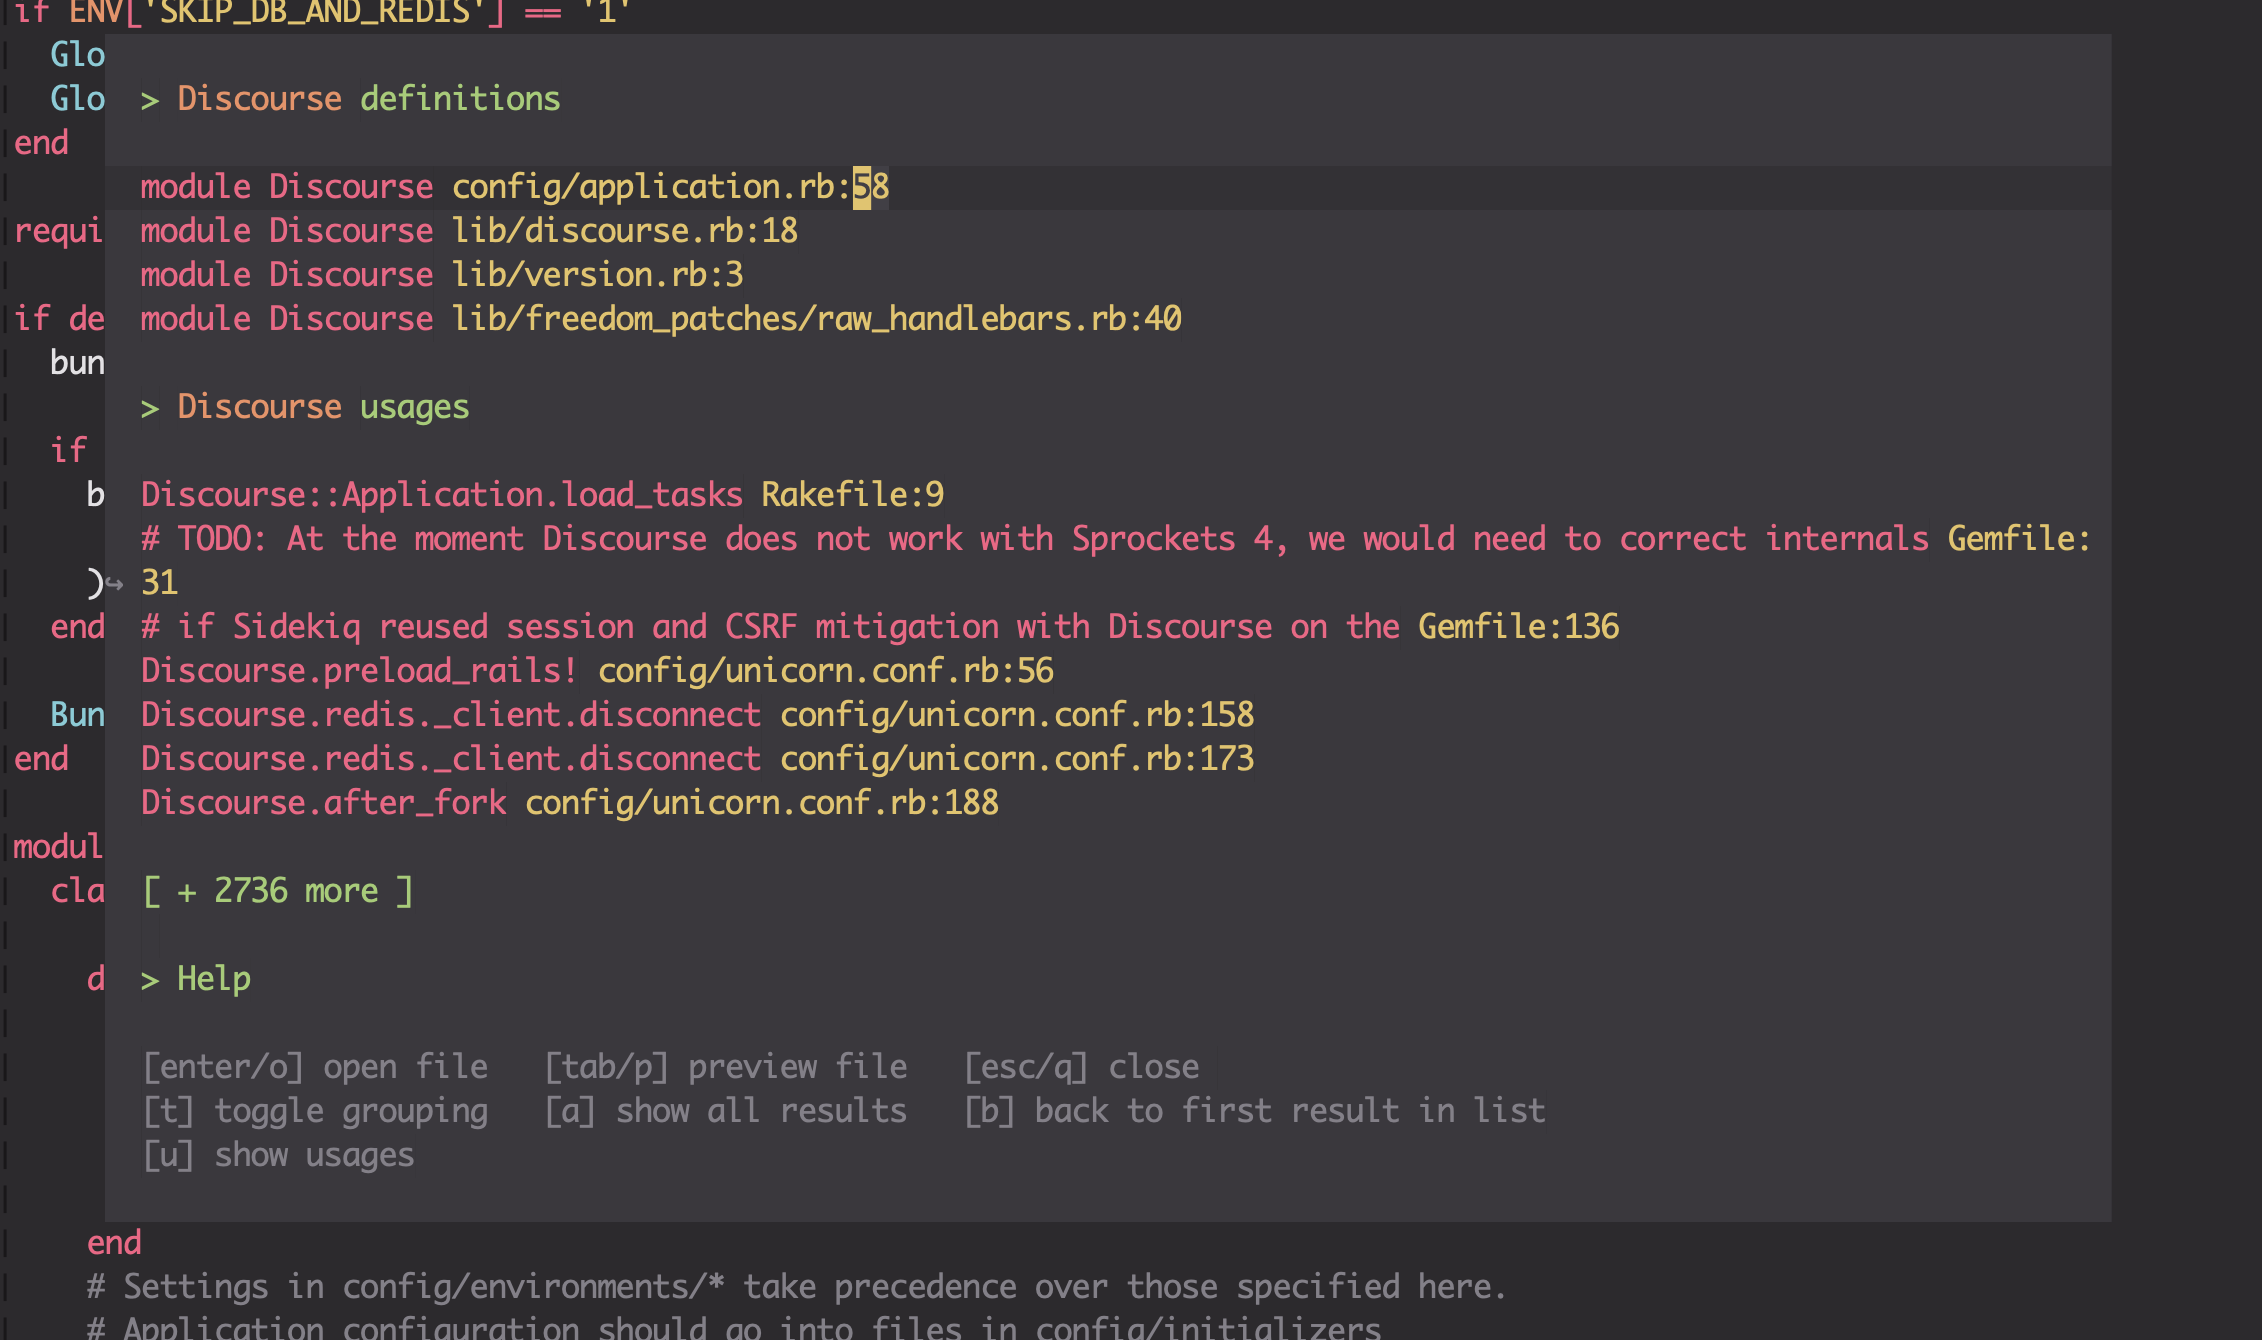 if ENV['SKIP_DB_AND_REDIS'] == '1'
Glo
Glo
> Discourse definitions
end
module Discourse config/application.rb:58
requi
module Discourse lib/discourse.rb:18
module Discourse lib/version.rb:3
if de
module Discourse lib/freedom_patches/raw_handlebars.rb:40
bun
> Discourse usages
if
b
Discourse::Application.load_tasks Rakefile:9
# TODO: At the moment Discourse does not work with Sprockets 4, we would need to correct internals Gemfile:
)
↪ 31
end
# if Sidekiq reused session and CSRF mitigation with Discourse on the Gemfile:136
Discourse.preload_rails! config/unicorn.conf.rb:56
Bun
Discourse.redis._client.disconnect config/unicorn.conf.rb:158
end
Discourse.redis._client.disconnect config/unicorn.conf.rb:173
Discourse.after_fork config/unicorn.conf.rb:188
modul
cla
[ + 2736 more ]
d
> Help
[enter/o] open file [tab/p] preview file [esc/q] close
[t] toggle grouping [a] show all results [b] back to first result in list
[u] show usages
end
# Settings in config/environments/* take precedence over those specified here.
# Application configuration should go into files in config/initializers